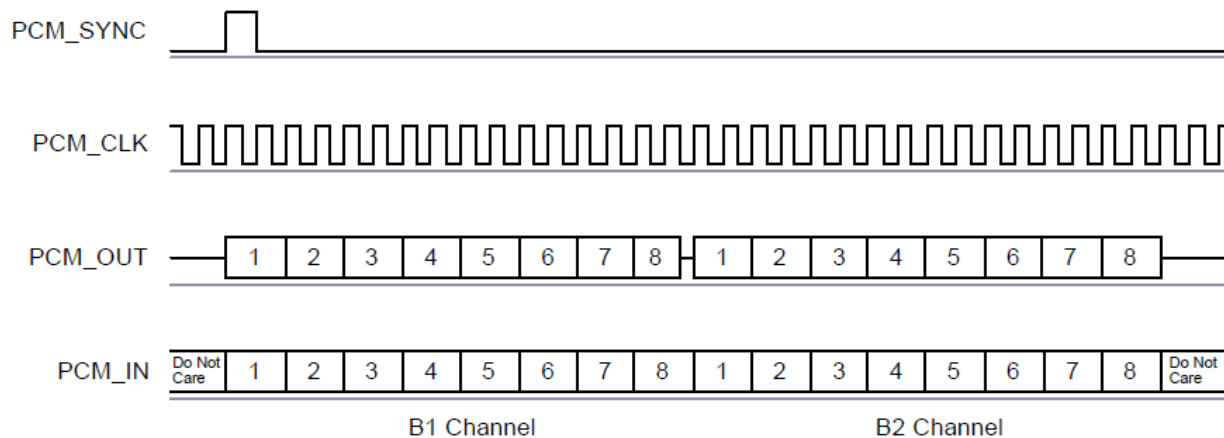 PCM_SYNC
PCM_CLK
PCM_OUT 1 2 3 4 5 6 7 8 1 2 3 4 5 6 7 8
PCM_IN Do Not Care 1 2 3 4 5 6 7 8 1 2 3 4 5 6 7 8 Do Not Care
B1 Channel B2 Channel